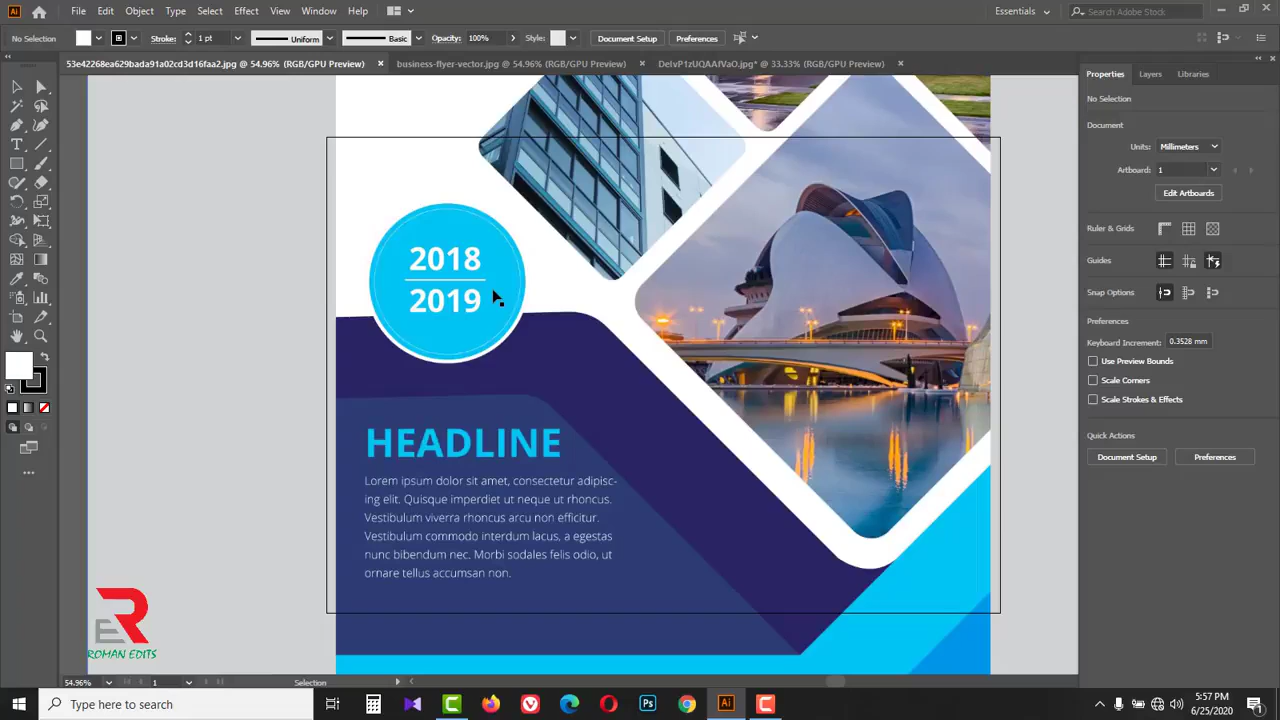 File Edit Object Type Select Effect View Window Help
Essentials
Search Adobe Stock
No Selection Stroke: 1 pt Uniform Basic Opacity: 100% Style: Document Setup Preferences
53e42268ea629bada91a02cd3d16faa2.jpg @ 54.96% (RGB/GPU Preview)
business-flyer-vector.jpg @ 54.96% (RGB/GPU Preview)
DelvP1zUQAAfVaO.jpg* @ 33.33% (RGB/GPU Preview)
Properties Layers Libraries
No Selection
Document
Units: Millimeters
Artboard: 1
Edit Artboards
Ruler & Grids
Guides
Snap Options
Preferences
Keyboard Increment: 0.3528 mm
Use Preview Bounds
Scale Corners
Scale Strokes & Effects
Quick Actions
Document Setup Preferences
2018
2019
HEADLINE
Lorem ipsum dolor sit amet, consectetur adipisc-
ing elit. Quisque imperdiet ut neque ut rhoncus.
Vestibulum viverra rhoncus arcu non efficitur.
Vestibulum commodo interdum lacus, a egestas
nunc bibendum nec. Morbi sodales felis odio, ut
ornare tellus accumsan non.
ER
ROMAN EDITS
54.96% 1 Selection
Type here to search
Ps
Ai
5:57 PM
6/25/2020